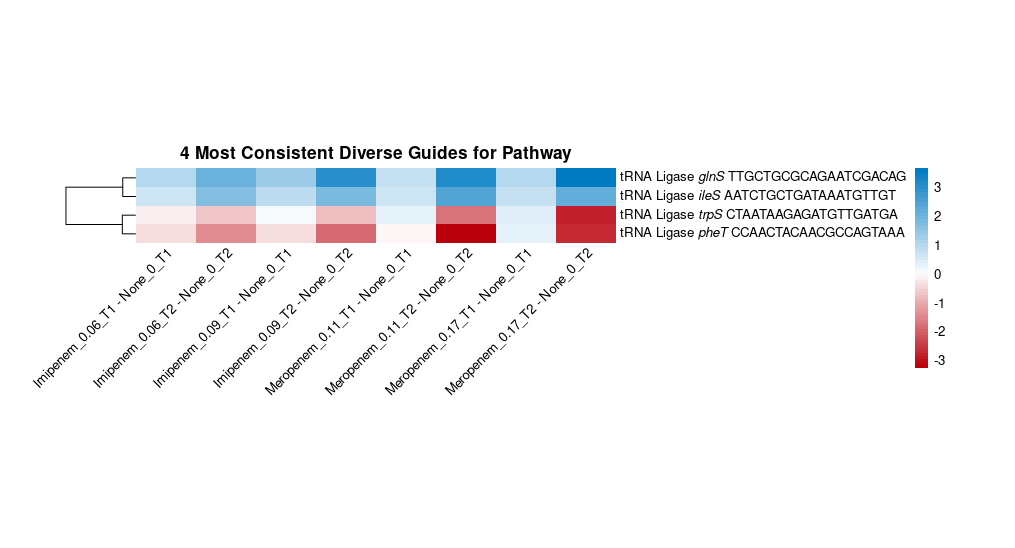 4 Most Consistent Diverse Guides for Pathway
tRNA Ligase glnS TTGCTGCGCAGAATCGACAG
tRNA Ligase ileS AATCTGCTGATAAATGTTGT
tRNA Ligase trpS CTAATAAGAGATGTTGATGA
tRNA Ligase pheT CCAACTACAACGCCAGTAAA
3
2
1
0
-1
-2
-3
Imipenem_0.06_T1 - None_0_T1
Imipenem_0.06_T2 - None_0_T2
Imipenem_0.09_T1 - None_0_T1
Imipenem_0.09_T2 - None_0_T2
Meropenem_0.11_T1 - None_0_T1
Meropenem_0.11_T2 - None_0_T2
Meropenem_0.17_T1 - None_0_T1
Meropenem_0.17_T2 - None_0_T2